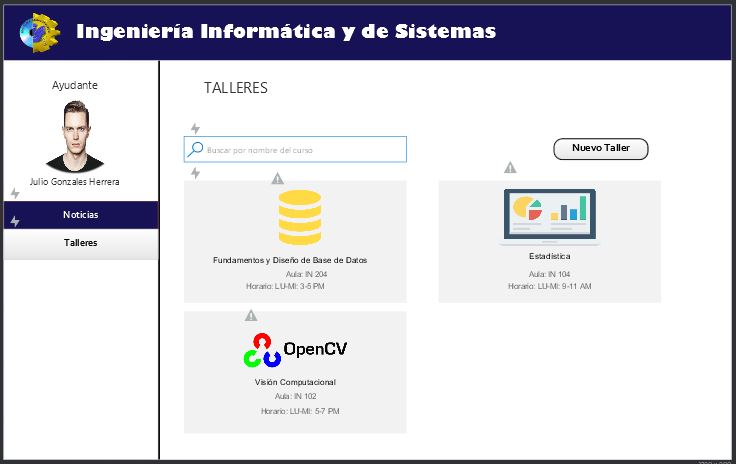 Ingeniería Informática y de Sistemas
Ayudante
Julio Gonzales Herrera
Noticias
Talleres
TALLERES
Buscar por nombre del curso
Nuevo Taller
Fundamentos y Diseño de Base de Datos
Aula: IN 204
Horario: LU-MI: 3-5 PM
Estadística
Aula: IN 104
Horario: LU-MI: 9-11 AM
OpenCV
Visión Computacional
Aula: IN 102
Horario: LU-MI: 5-7 PM